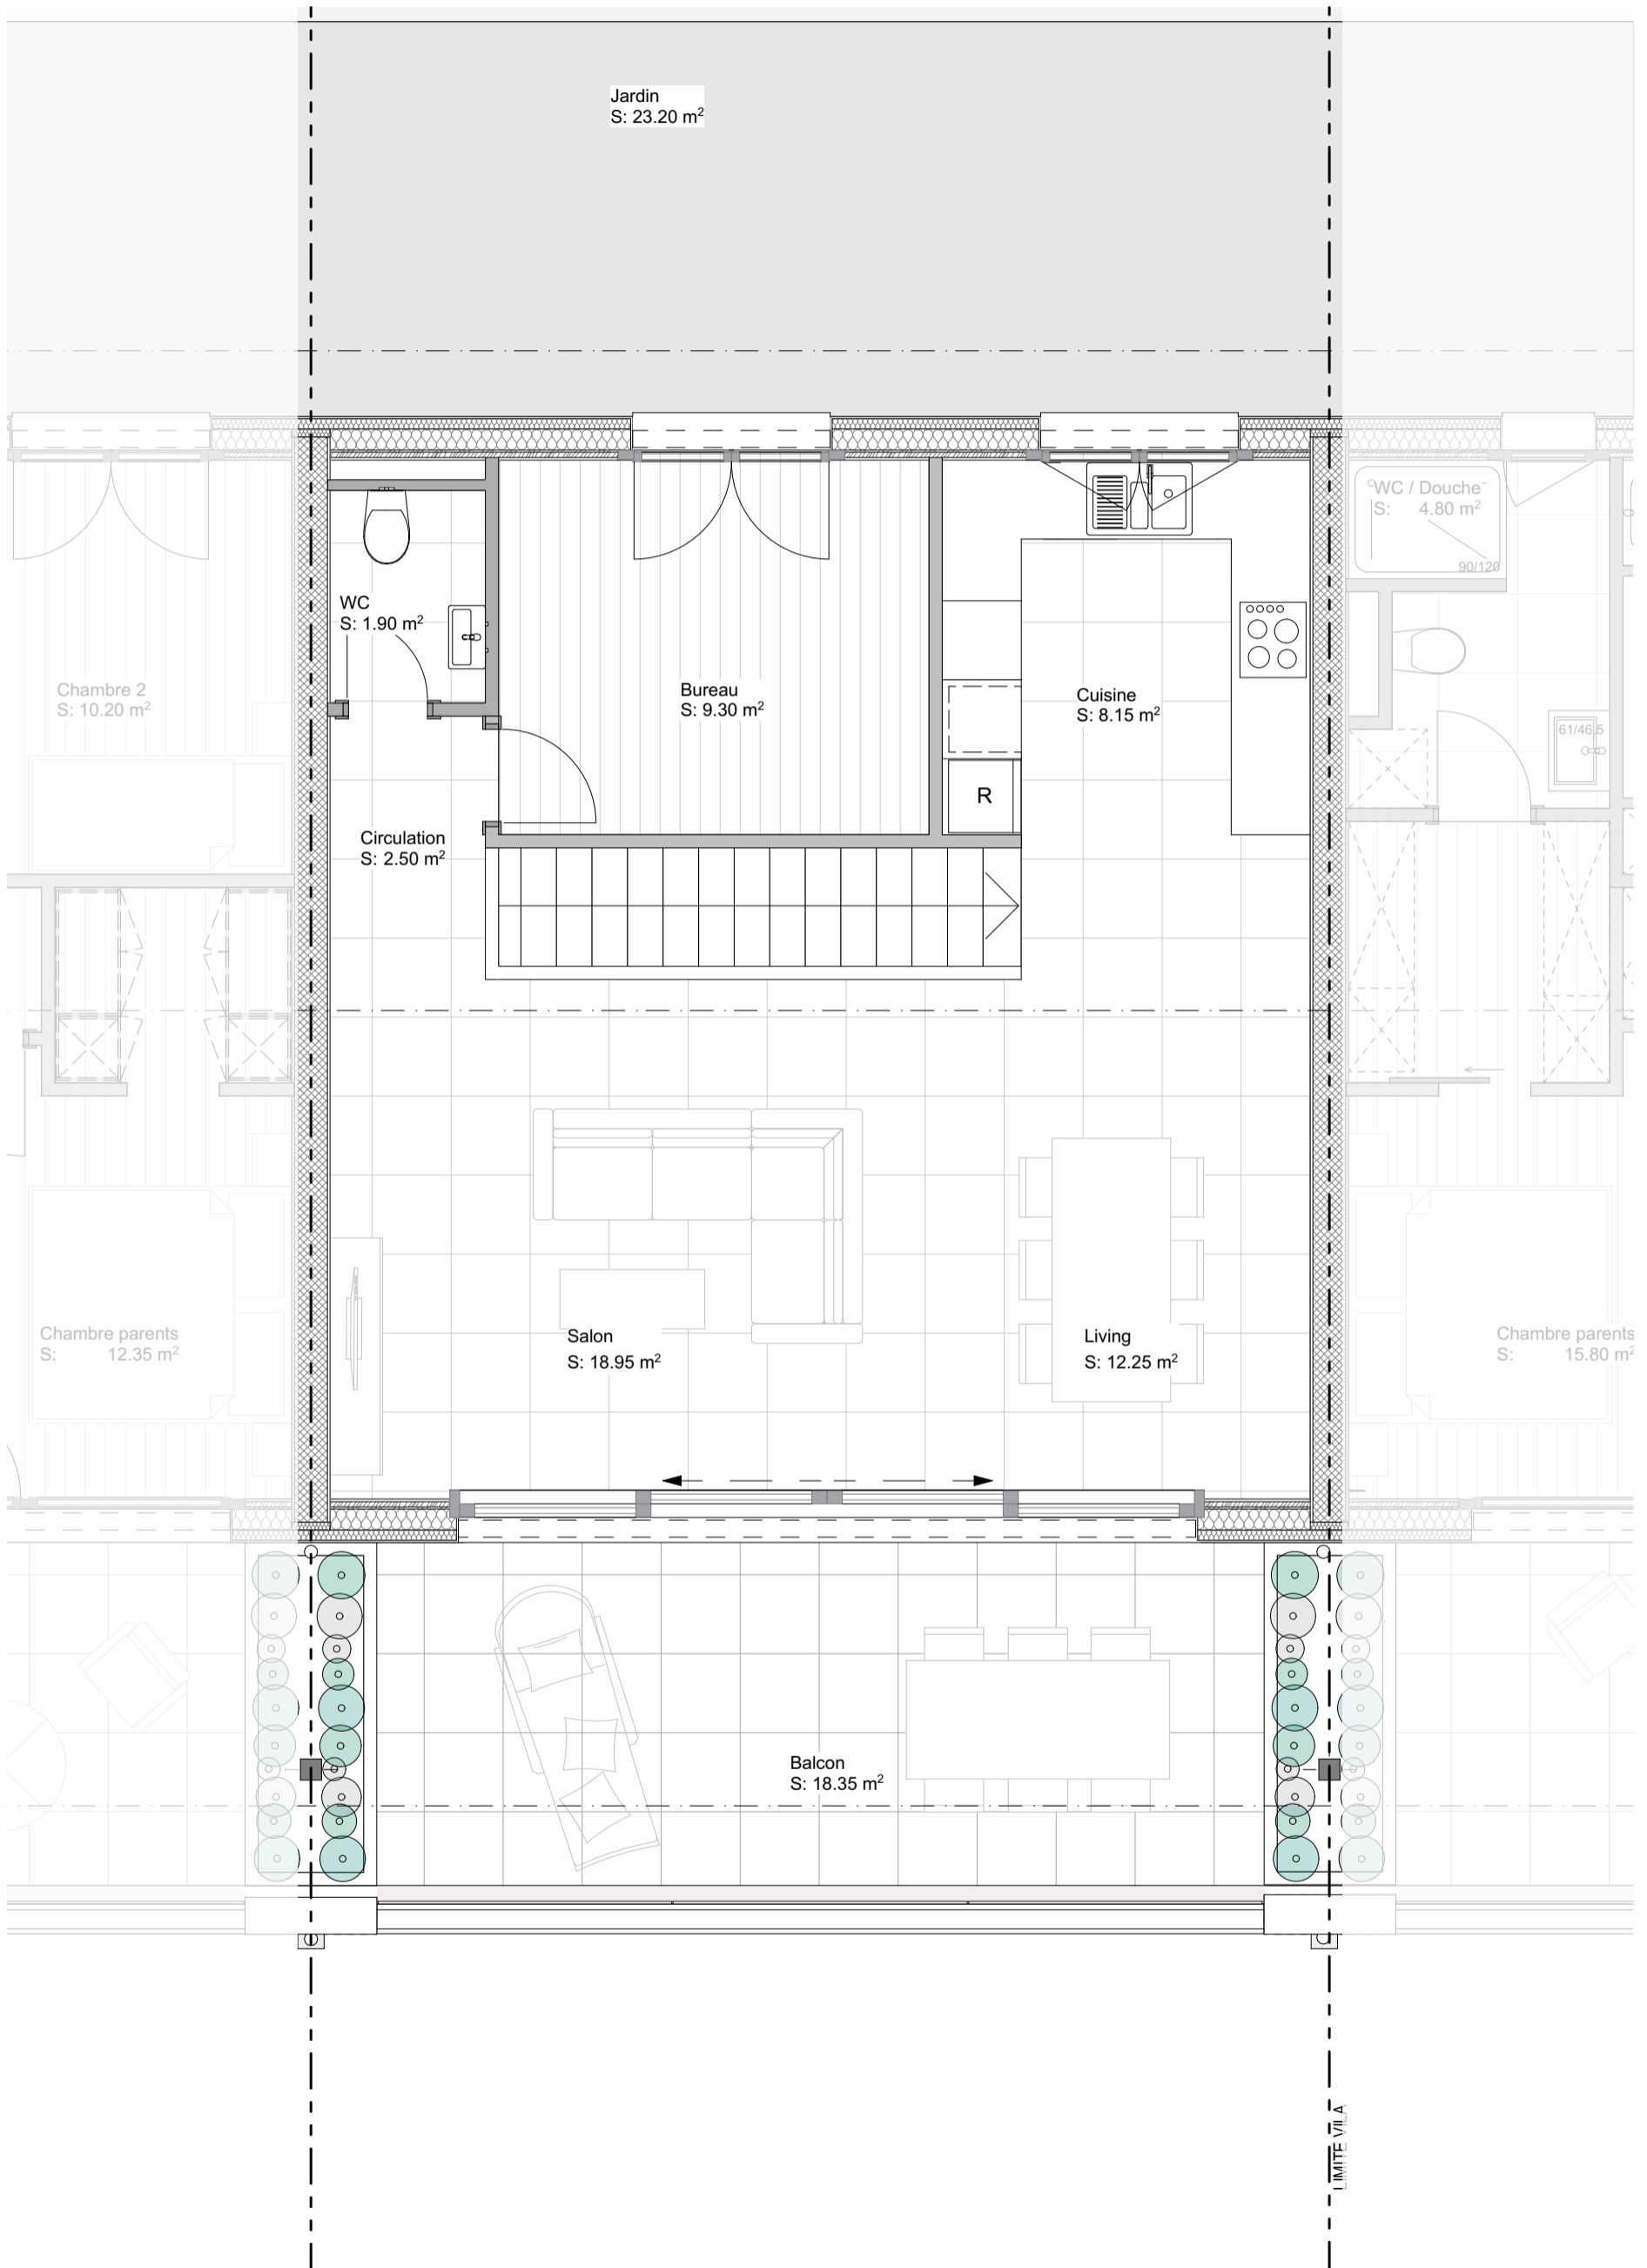 Jardin
S: 23.20 m²
WC / Douche
S: 4.80 m²
90/120
WC
S: 1.90 m²
Chambre 2
S: 10.20 m²
Bureau
S: 9.30 m²
Cuisine
S: 8.15 m²
61/46.5
R
Circulation
S: 2.50 m²
Chambre parents
S: 12.35 m²
Salon
S: 18.95 m²
Living
S: 12.25 m²
Chambre parents
S: 15.80 m²
Balcon
S: 18.35 m²
LIMITE VILA